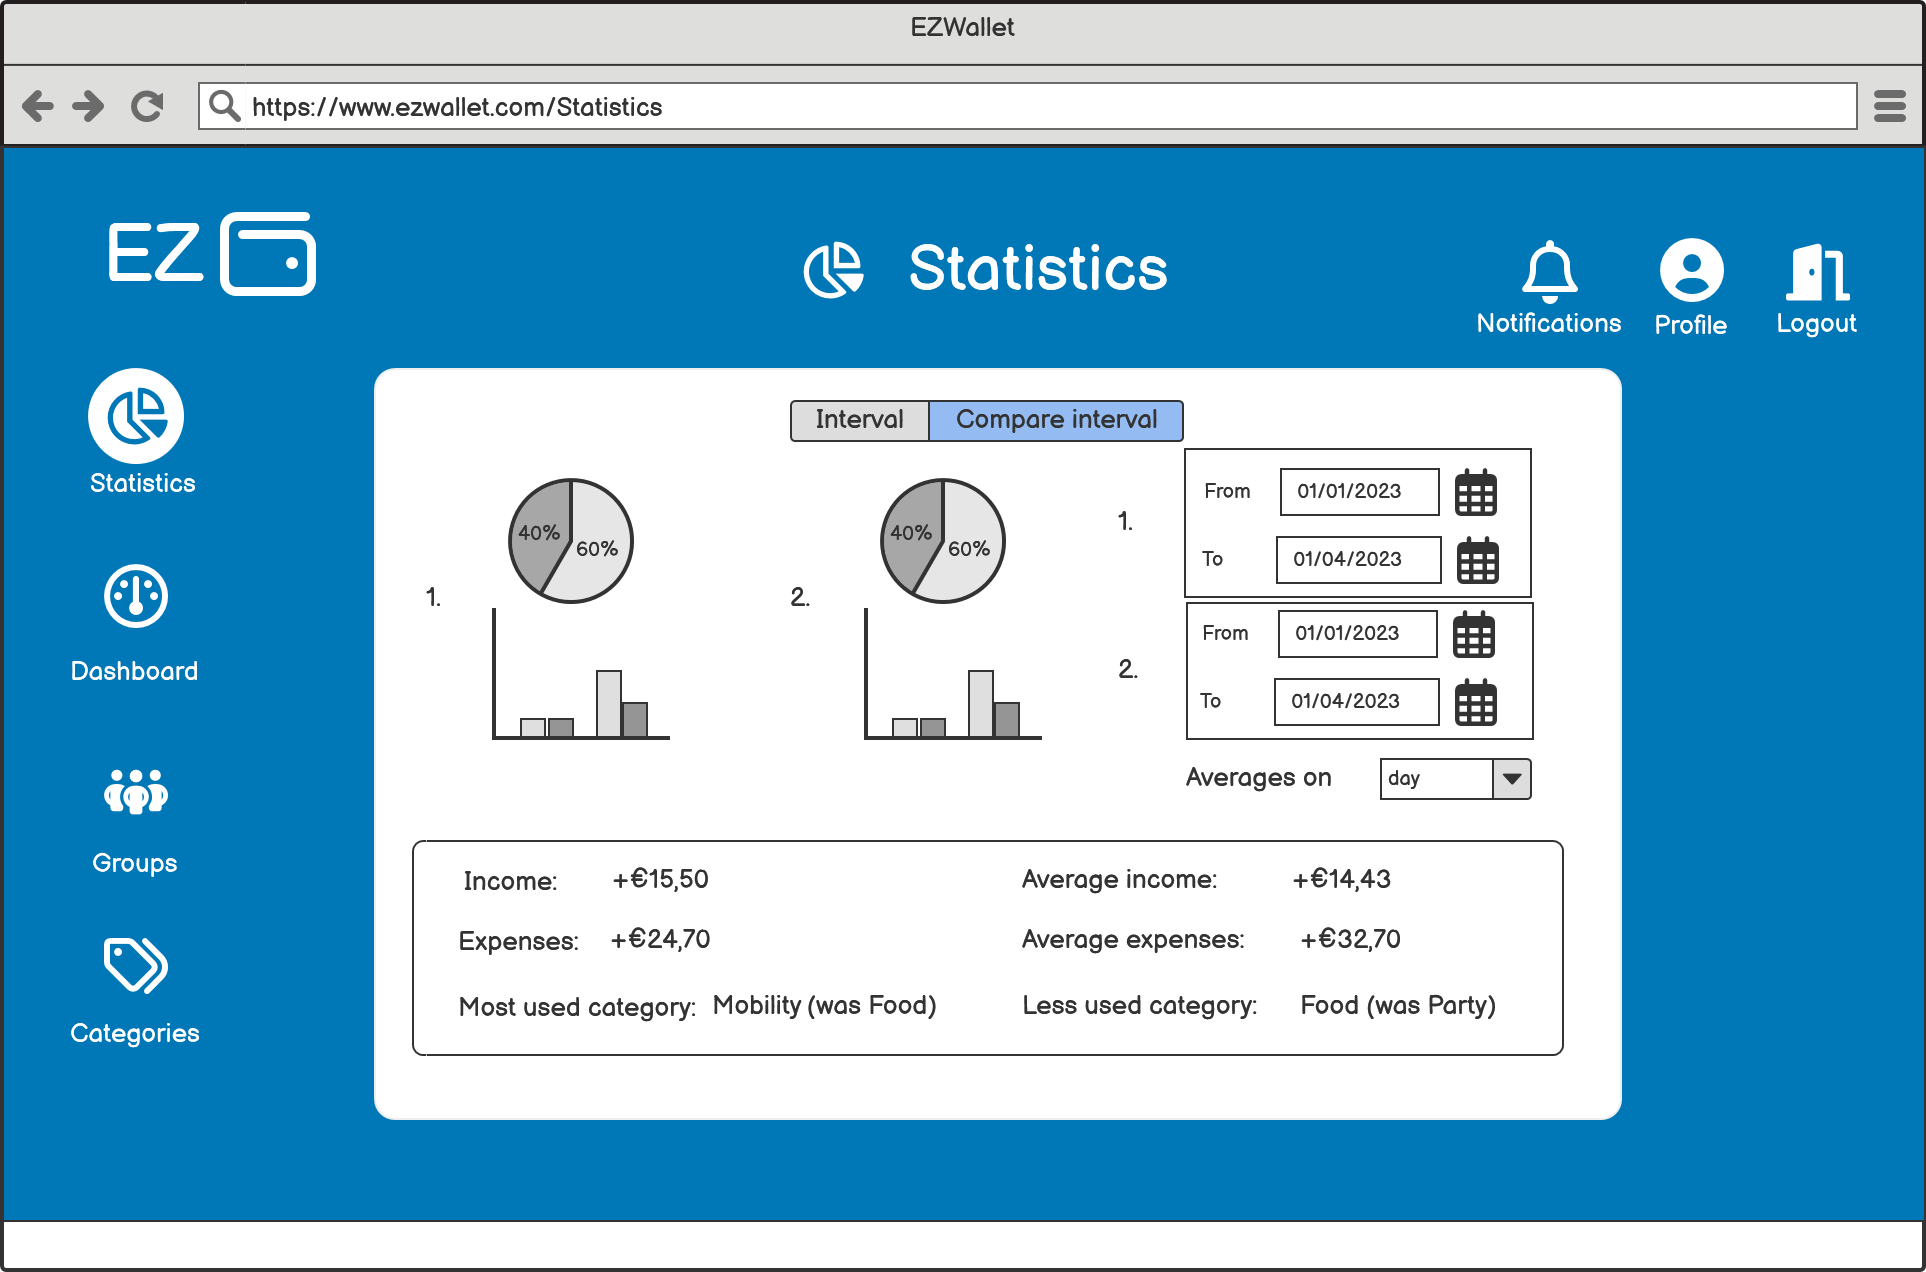 EZWallet
https://www.ezwallet.com/Statistics
EZ
Statistics
Notifications
Profile
Logout
Statistics
Dashboard
Groups
Categories
Interval
Compare interval
1.
40%
60%
2.
40%
60%
1.
From
01/01/2023
To
01/04/2023
2.
From
01/01/2023
To
01/04/2023
Averages on
day
Income: +€15,50
Average income: +€14,43
Expenses: +€24,70
Average expenses: +€32,70
Most used category: Mobility (was Food)
Less used category: Food (was Party)